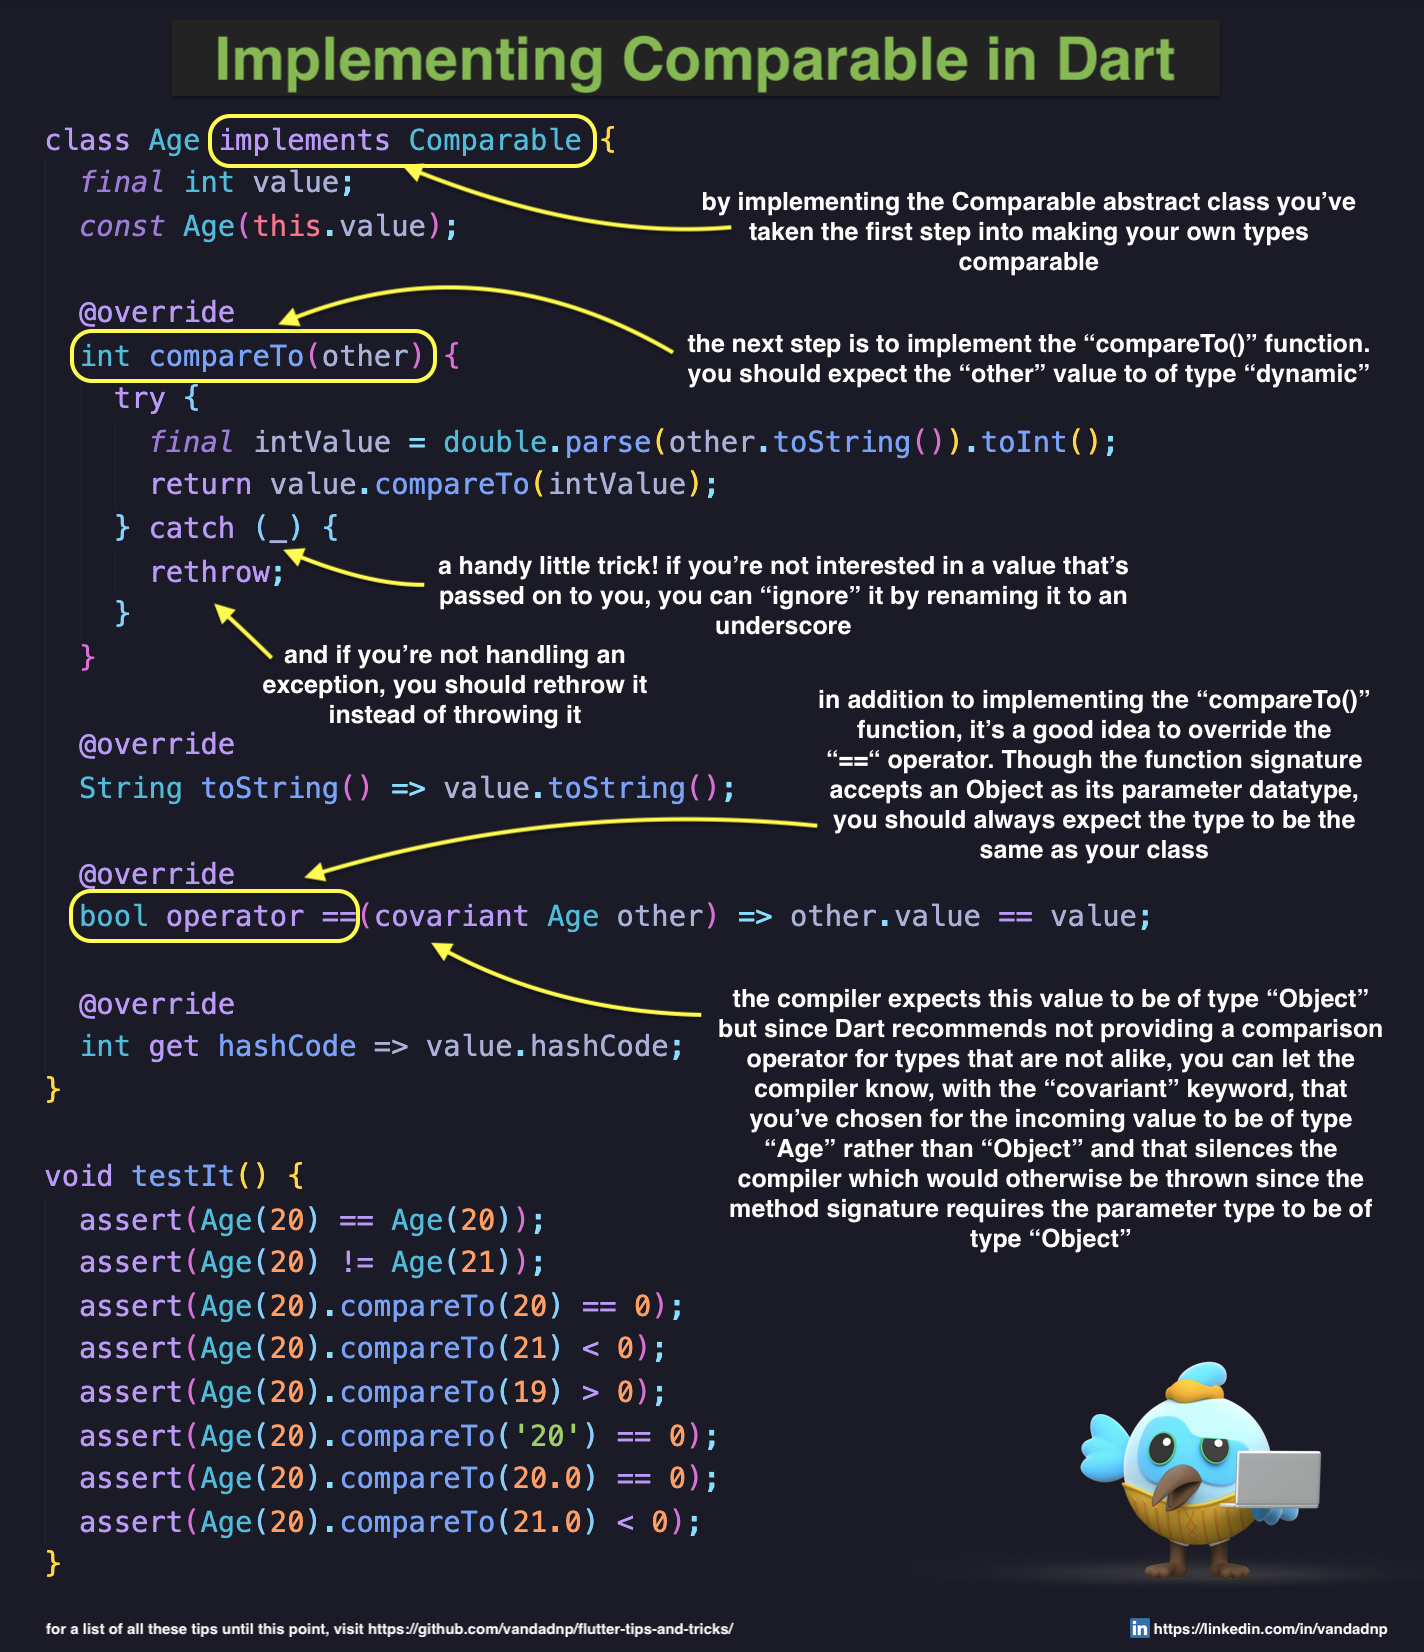 Implementing Comparable in Dart
class Age implements Comparable {
final int value;
const Age(this.value);
by implementing the Comparable abstract class you’ve
taken the first step into making your own types
comparable
@override
int compareTo(other) {
the next step is to implement the “compareTo()” function.
you should expect the “other” value to of type “dynamic”
try {
final intValue = double.parse(other.toString()).toInt();
return value.compareTo(intValue);
} catch (_) {
rethrow;
}
}
a handy little trick! if you’re not interested in a value that’s
passed on to you, you can “ignore” it by renaming it to an
underscore
and if you’re not handling an
exception, you should rethrow it
instead of throwing it
@override
String toString() => value.toString();
in addition to implementing the “compareTo()”
function, it’s a good idea to override the
“==“ operator. Though the function signature
accepts an Object as its parameter datatype,
you should always expect the type to be the
same as your class
@override
bool operator ==(covariant Age other) => other.value == value;
@override
int get hashCode => value.hashCode;
}
the compiler expects this value to be of type “Object”
but since Dart recommends not providing a comparison
operator for types that are not alike, you can let the
compiler know, with the “covariant” keyword, that
you’ve chosen for the incoming value to be of type
“Age” rather than “Object” and that silences the
compiler which would otherwise be thrown since the
method signature requires the parameter type to be of
type “Object”
void testIt() {
assert(Age(20) == Age(20));
assert(Age(20) != Age(21));
assert(Age(20).compareTo(20) == 0);
assert(Age(20).compareTo(21) < 0);
assert(Age(20).compareTo(19) > 0);
assert(Age(20).compareTo('20') == 0);
assert(Age(20).compareTo(20.0) == 0);
assert(Age(20).compareTo(21.0) < 0);
}
for a list of all these tips until this point, visit https://github.com/vandadnp/flutter-tips-and-tricks/
in https://linkedin.com/in/vandadnp